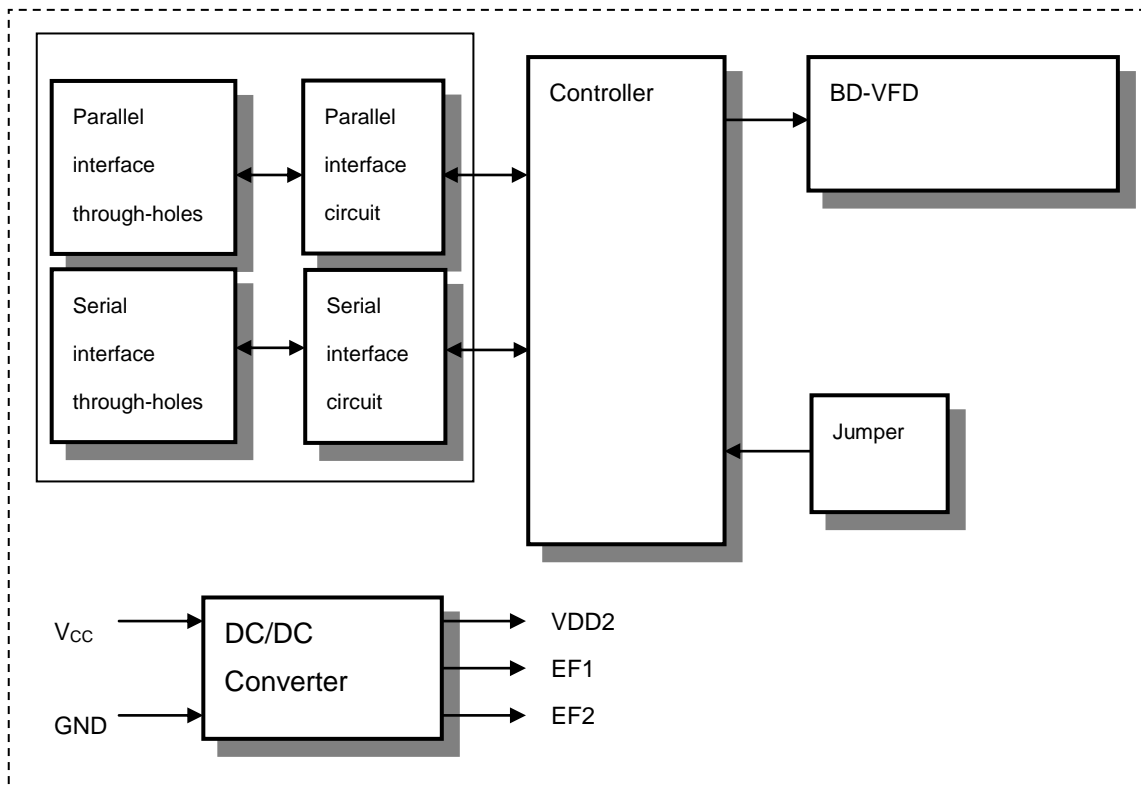 Parallel
interface
through-holes
Parallel
interface
circuit
Controller
BD-VFD
Serial
interface
through-holes
Serial
interface
circuit
Jumper
VCC
GND
DC/DC
Converter
VDD2
EF1
EF2